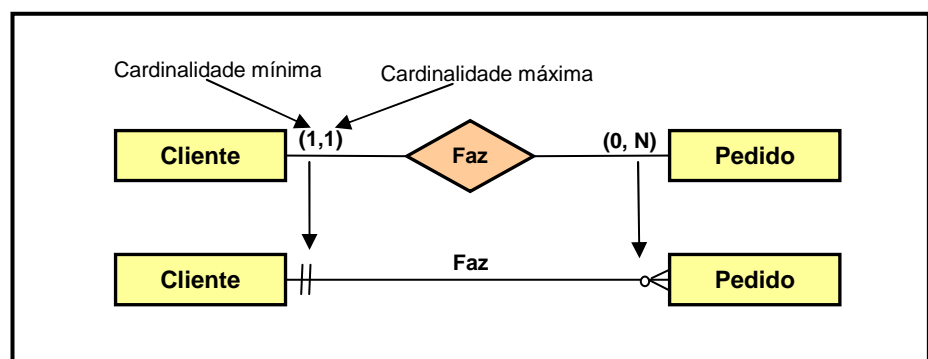 Cardinalidade mínima
Cardinalidade máxima
Cliente
(1,1)
Faz
(0, N)
Pedido
Cliente
Faz
Pedido